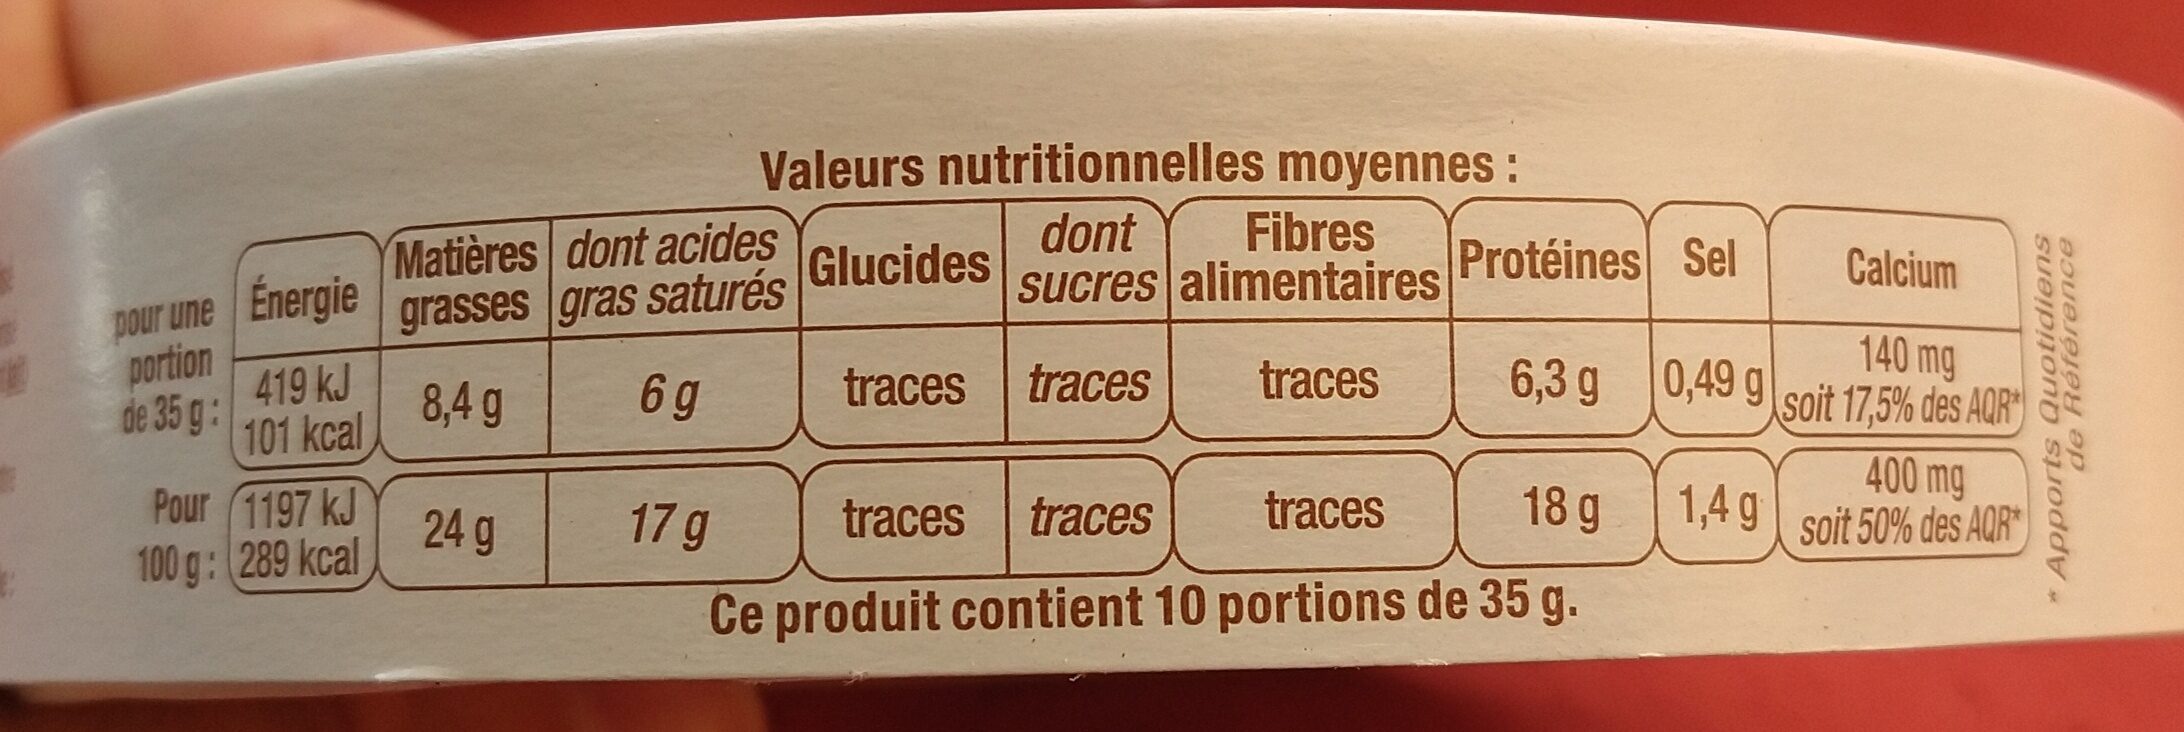 Valeurs nutritionnelles moyennes :
Énergie
Matières
grasses
dont acides
gras saturés
Glucides
dont
sucres
Fibres
alimentaires
Protéines
Sel
Calcium
pour une
portion
de 35 g :
419 kJ
101 kcal
8,4 g
6 g
traces
traces
traces
6,3 g
0,49 g
140 mg
soit 17,5% des AQR*
Pour
100 g :
1197 kJ
289 kcal
24 g
17 g
traces
traces
traces
18 g
1,4 g
400 mg
soit 50% des AQR*
Ce produit contient 10 portions de 35 g.
* Apports Quotidiens
de Référence